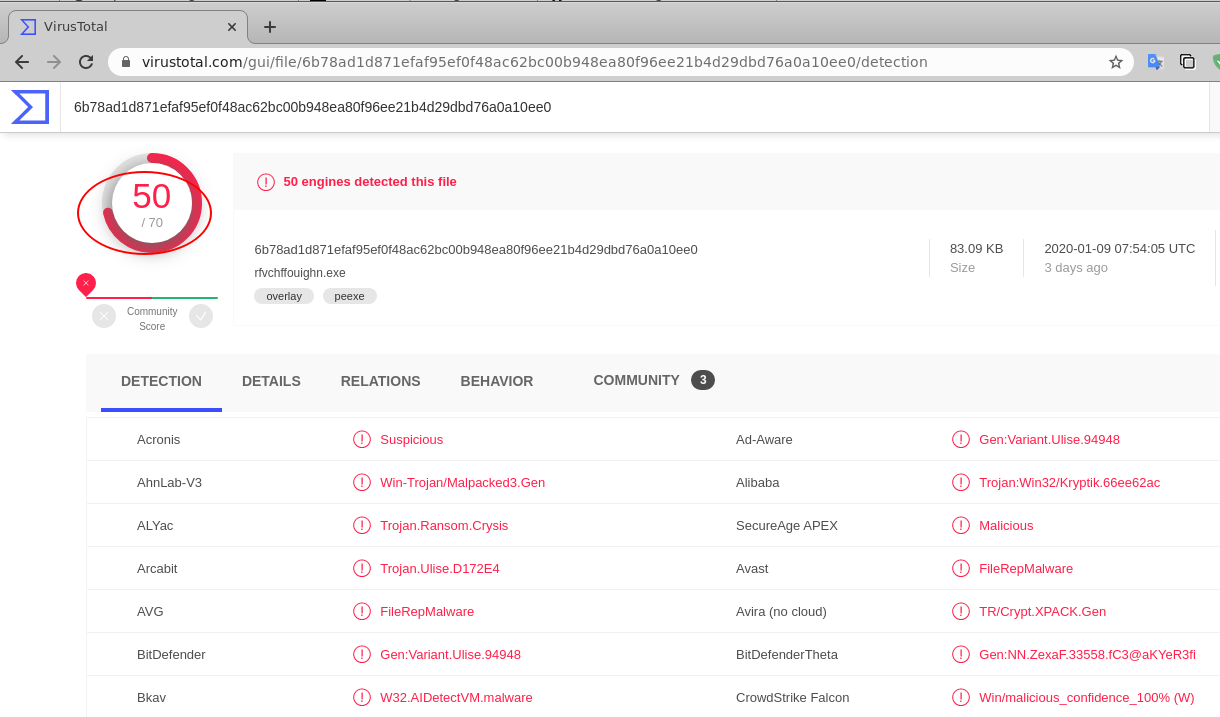 VirusTotal
virustotal.com/gui/file/6b78ad1d871efaf95ef0f48ac62bc00b948ea80f96ee21b4d29dbd76a0a10ee0/detection
6b78ad1d871efaf95ef0f48ac62bc00b948ea80f96ee21b4d29dbd76a0a10ee0
50
/ 70
50 engines detected this file
6b78ad1d871efaf95ef0f48ac62bc00b948ea80f96ee21b4d29dbd76a0a10ee0
rfvchffouighn.exe
overlay peexe
83.09 KB
Size
2020-01-09 07:54:05 UTC
3 days ago
Community
Score
DETECTION DETAILS RELATIONS BEHAVIOR COMMUNITY 3
Acronis Suspicious Ad-Aware Gen:Variant.Ulise.94948
AhnLab-V3 Win-Trojan/Malpacked3.Gen Alibaba Trojan:Win32/Kryptik.66ee62ac
ALYac Trojan.Ransom.Crysis SecureAge APEX Malicious
Arcabit Trojan.Ulise.D172E4 Avast FileRepMalware
AVG FileRepMalware Avira (no cloud) TR/Crypt.XPACK.Gen
BitDefender Gen:Variant.Ulise.94948 BitDefenderTheta Gen:NN.ZexaF.33558.fC3@aKYeR3fi
Bkav W32.AIDetectVM.malware CrowdStrike Falcon Win/malicious_confidence_100% (W)